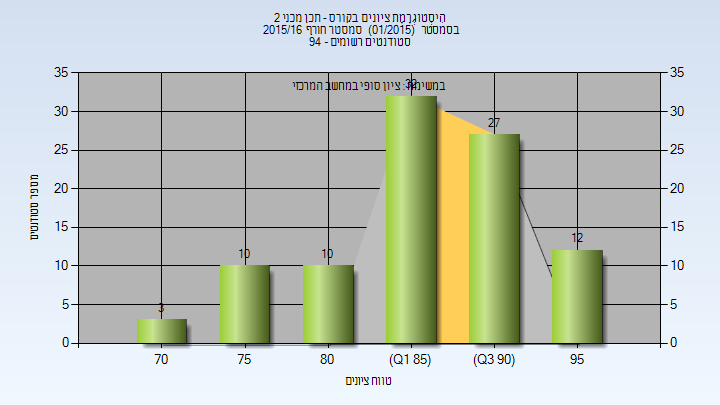 היסטוגרמת ציונים בקורס - תכן מכני 2
בסמסטר (01/2015) סמסטר חורף 2015/16
סטודנטים רשומים - 94
במשימה: ציון סופי במחשב המרכזי
35 35
30 30
25 25
20 20
15 15
10 10
5 5
0 0
מספר סטודנטים
3 10 10 32 27 12
70 75 80 (Q1 85) (Q3 90) 95
טווח ציונים